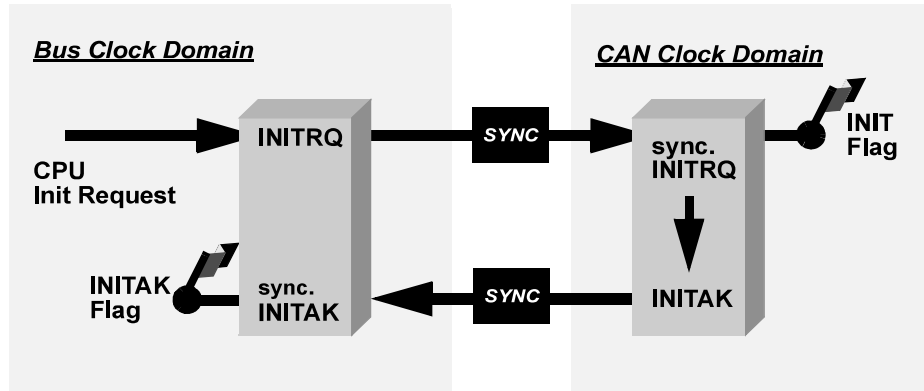 Bus Clock Domain
CAN Clock Domain
INITRQ
SYNC
sync.
INITRQ
INIT
Flag
CPU
Init Request
INITAK
Flag
sync.
INITAK
SYNC
INITAK